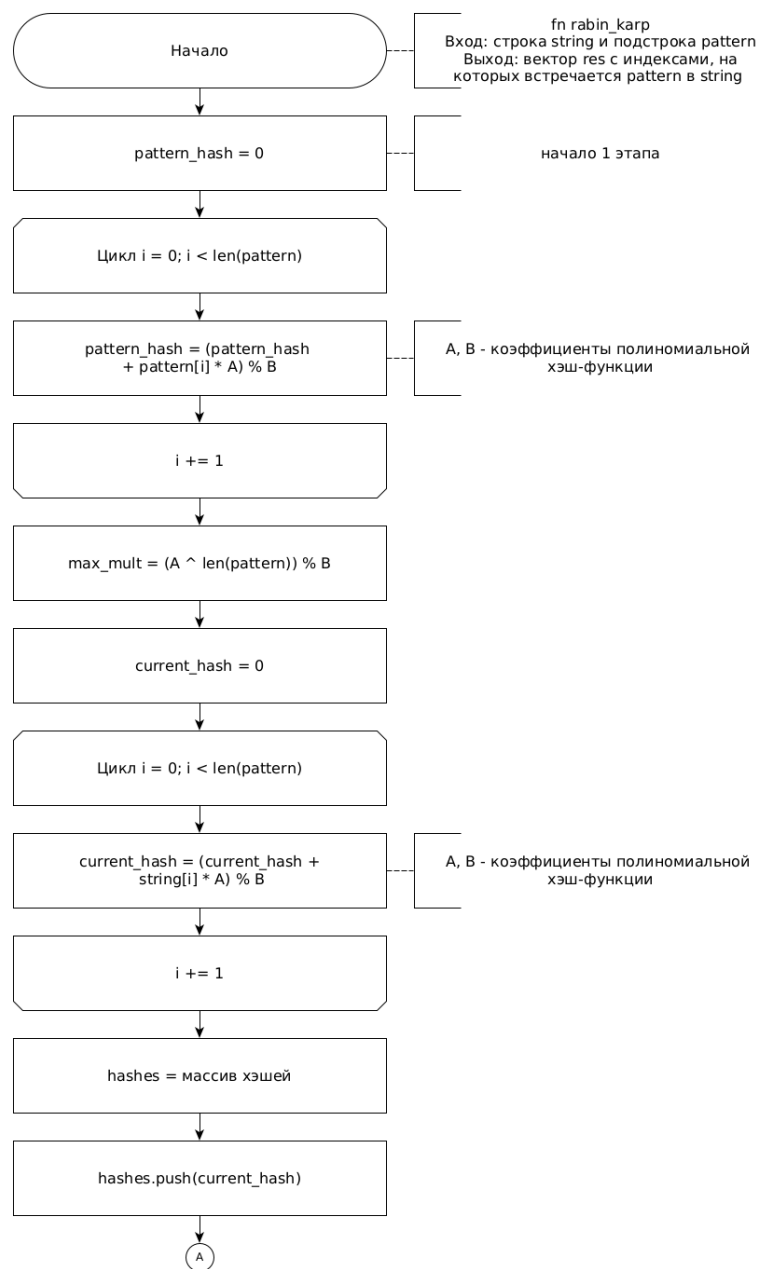 Начало
fn rabin_karp
Вход: строка string и подстрока pattern
Выход: вектор res с индексами, на
которых встречается pattern в string
pattern_hash = 0
начало 1 этапа
Цикл i = 0; i < len(pattern)
pattern_hash = (pattern_hash
+ pattern[i] * A) % B
A, B - коэффициенты полиномиальной
хэш-функции
i += 1
max_mult = (A ^ len(pattern)) % B
current_hash = 0
Цикл i = 0; i < len(pattern)
current_hash = (current_hash +
string[i] * A) % B
A, B - коэффициенты полиномиальной
хэш-функции
i += 1
hashes = массив хэшей
hashes.push(current_hash)
A